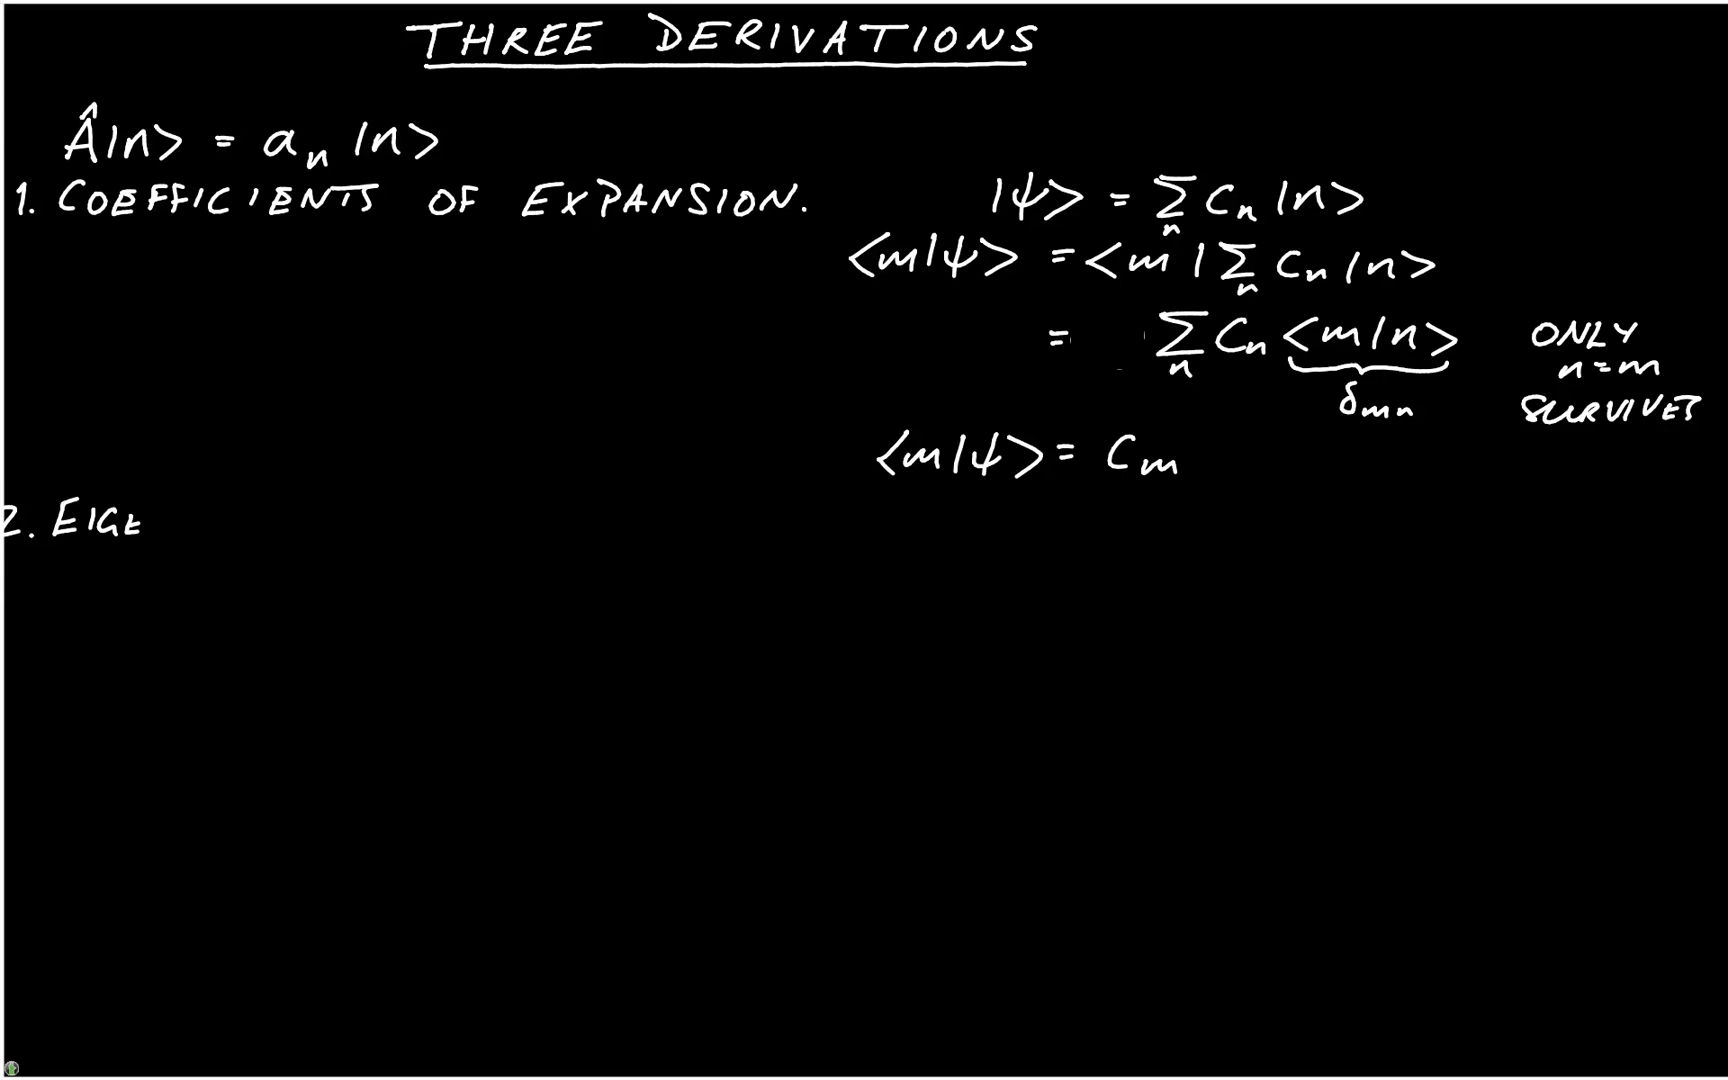 THREE DERIVATIONS
Â|n> = aₙ |n>
1. COEFFICIENTS OF EXPANSION.
|ψ> = Σₙ Cₙ |n>
<m|ψ> = <m| Σₙ Cₙ |n>
= Σₙ Cₙ <m|n>
ONLY
n=m
SURVIVES
δₘₙ
<m|ψ> = Cₘ
2. EIGE